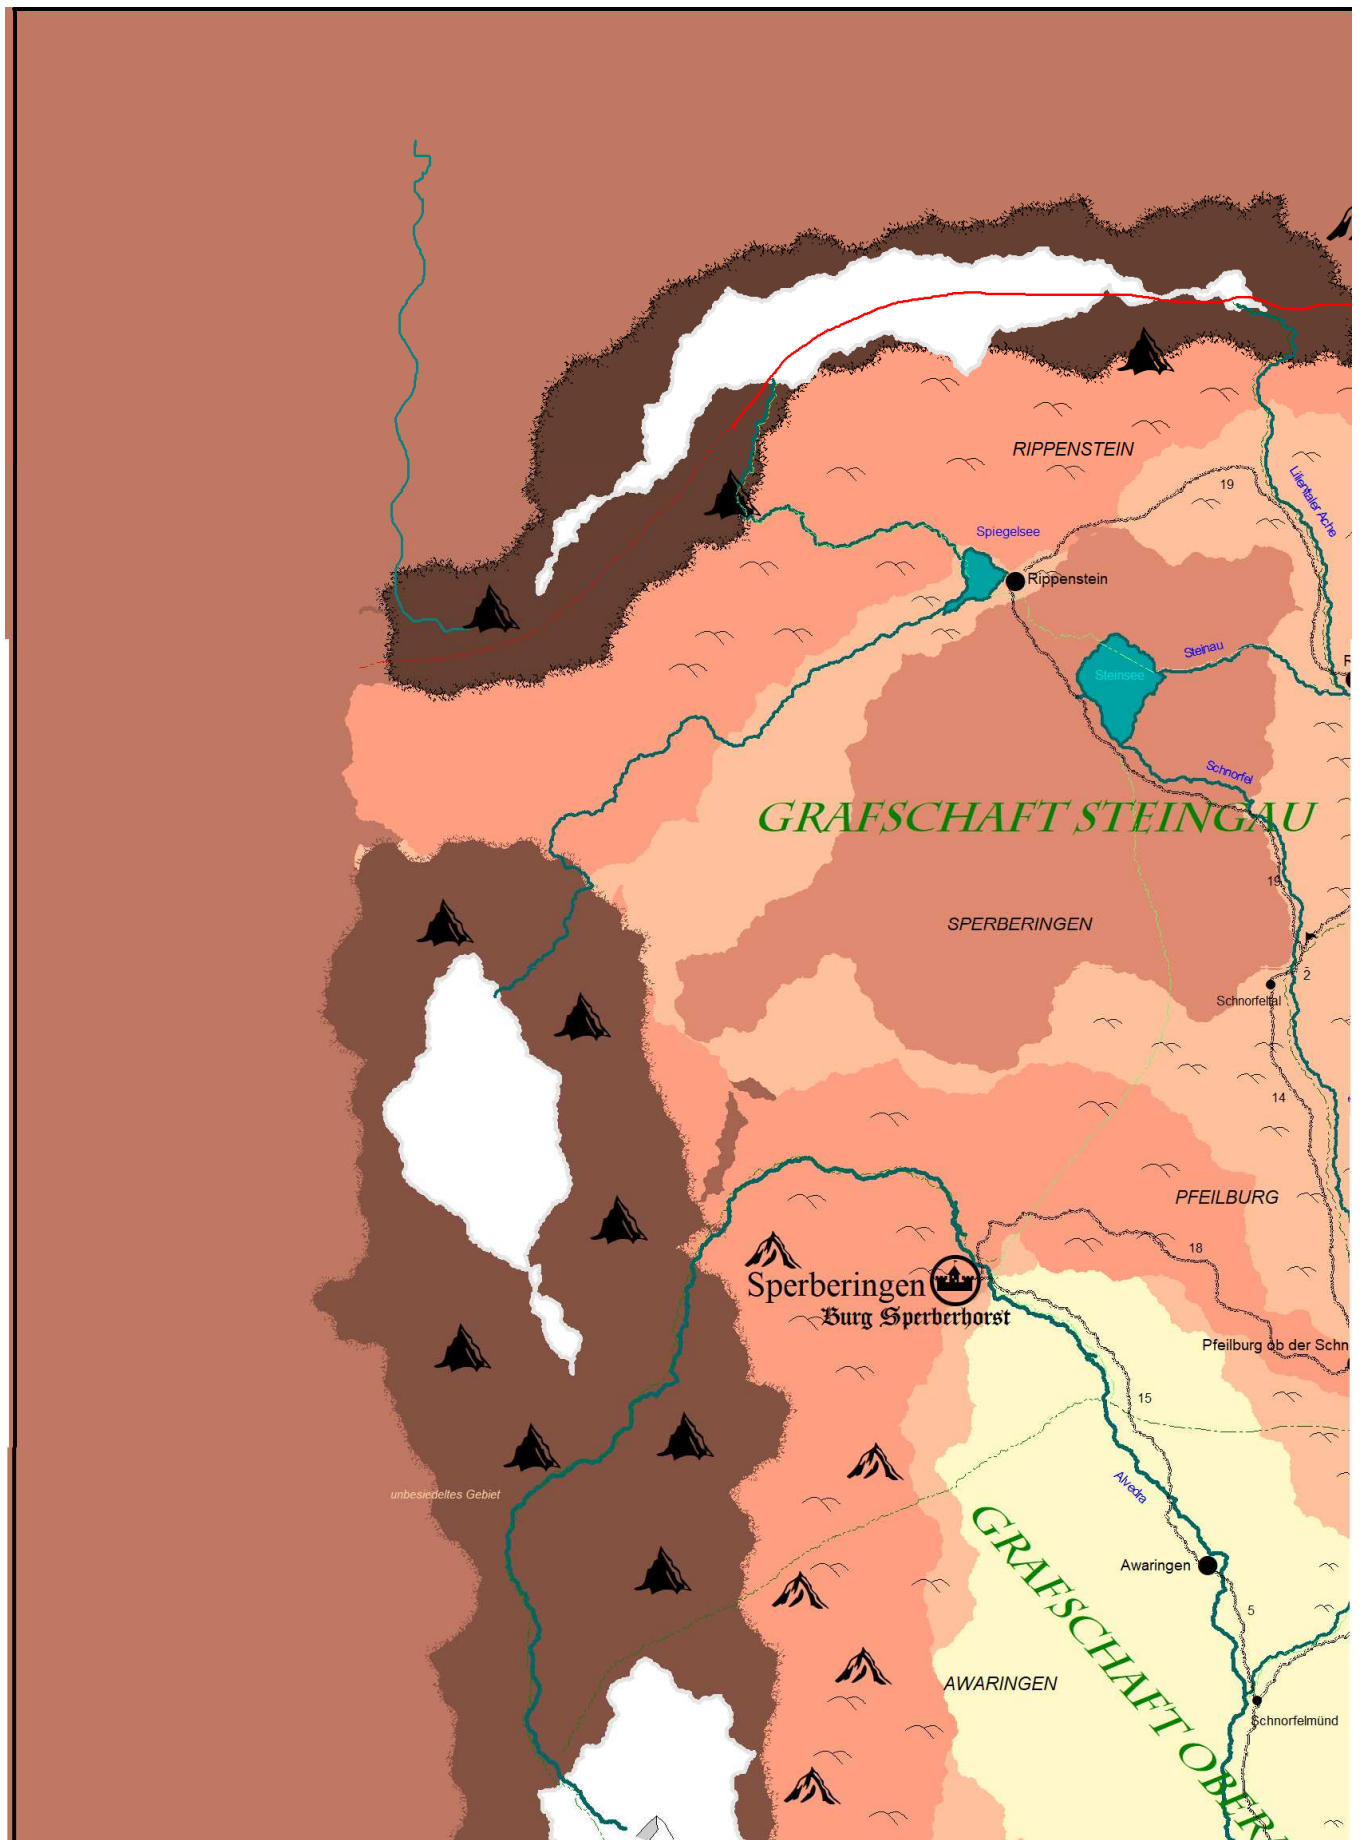 RIPPENSTEIN
19
Lilientaler Ache
Spiegelsee
Rippenstein
Steinau
Steinsee
Schnorfel
GRAFSCHAFT STEINGAU
19
SPERBERINGEN
2
Schnorfeltal
14
PFEILBURG
18
Sperberingen
Burg Sperberhorst
Pfeilburg ob der Schn
15
unbesiedeltes Gebiet
Alvedra
Awaringen
5
GRAFSCHAFT OBER
AWARINGEN
Schnorfelmünd